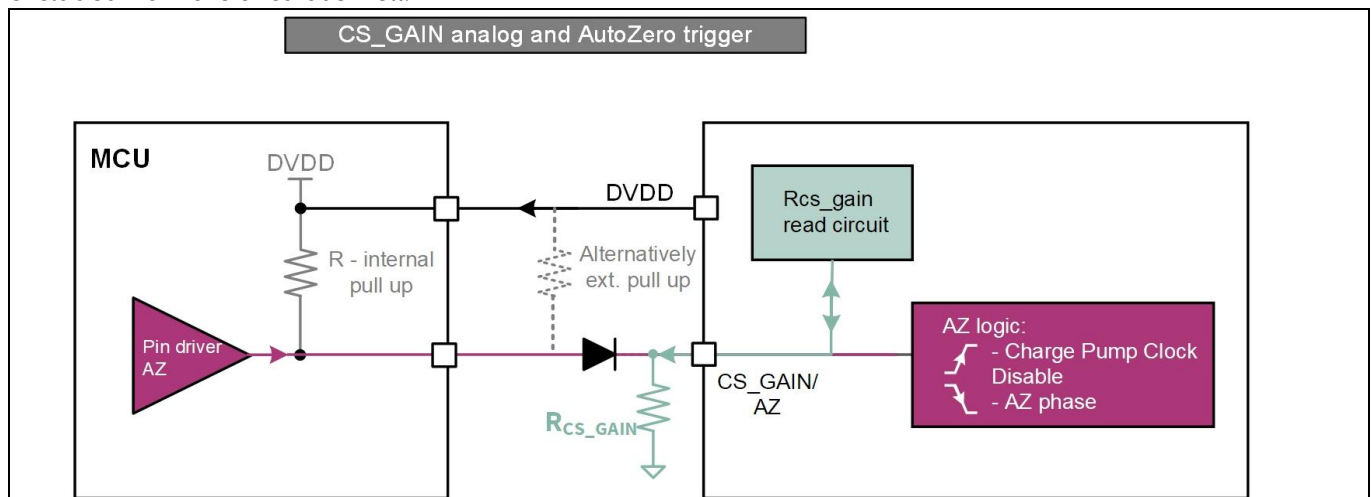 CS_GAIN analog and AutoZero trigger
MCU
DVDD
DVDD
R - internal
pull up
Alternatively
ext. pull up
Rcs_gain
read circuit
Pin driver
AZ
CS_GAIN/
AZ
RCS_GAIN
AZ logic:
- Charge Pump Clock
Disable
- AZ phase